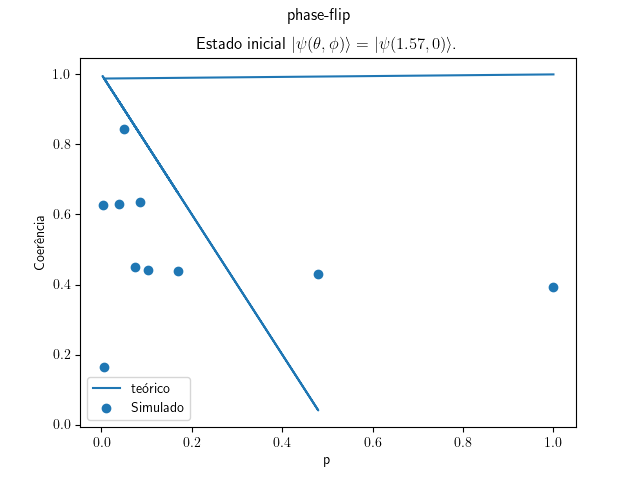 phase-flip
Estado inicial |ψ(θ, ϕ)⟩ = |ψ(1.57, 0)⟩.
1.0
0.8
0.6
0.4
0.2
0.0
Coerência
teórico
Simulado
0.0 0.2 0.4 0.6 0.8 1.0
p